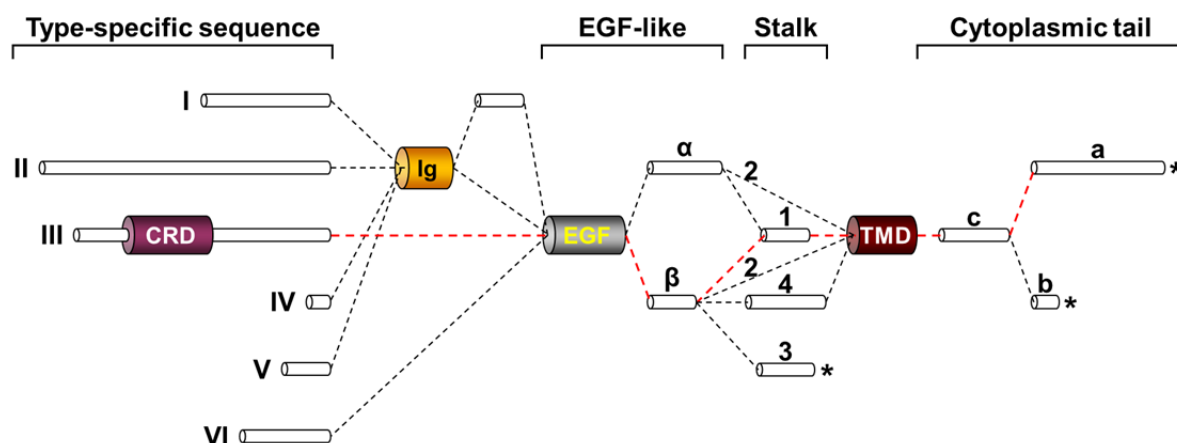 Type-specific sequence EGF-like Stalk Cytoplasmic tail
I
II Ig α 2 a *
III CRD EGF 1 TMD c
IV β 2 4 b *
V 3 *
VI